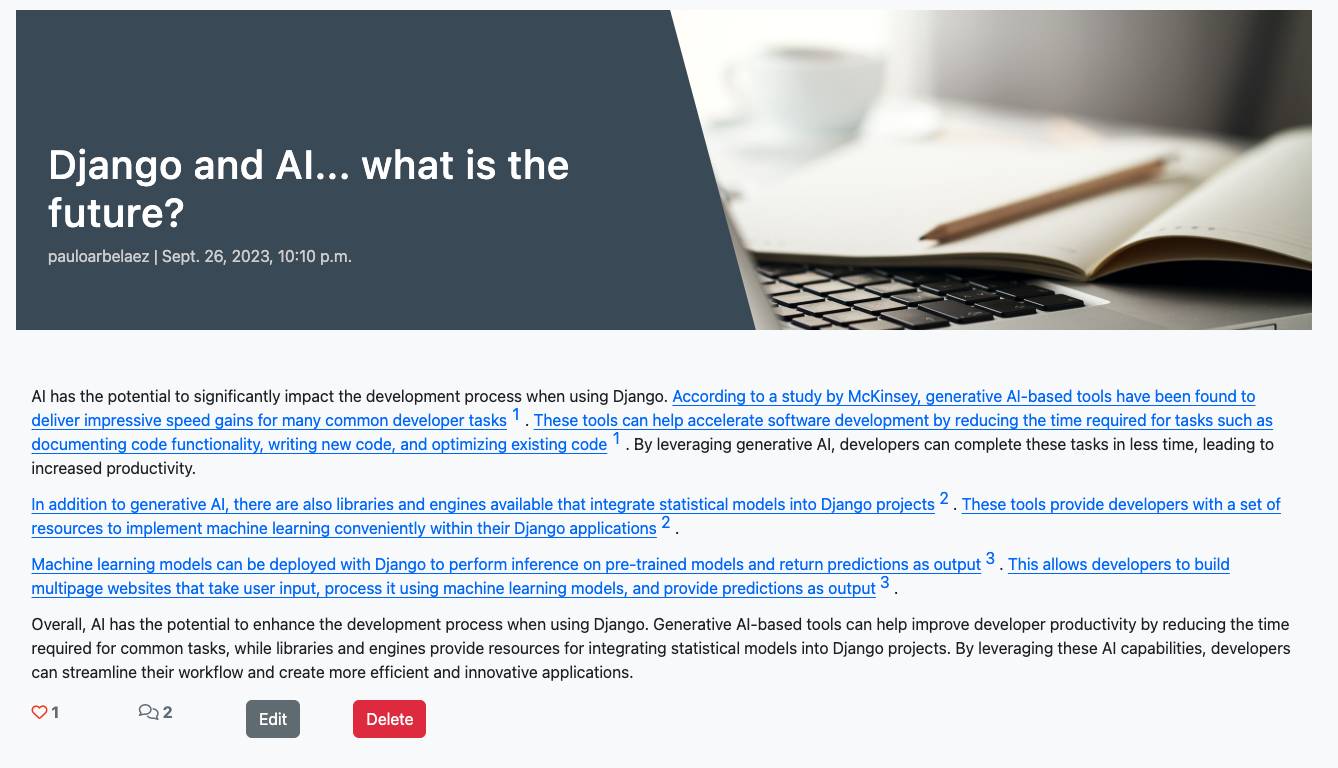 Django and AI... what is the
future?
pauloarbelaez | Sept. 26, 2023, 10:10 p.m.
AI has the potential to significantly impact the development process when using Django. According to a study by McKinsey, generative AI-based tools have been found to
deliver impressive speed gains for many common developer tasks 1 . These tools can help accelerate software development by reducing the time required for tasks such as
documenting code functionality, writing new code, and optimizing existing code 1 . By leveraging generative AI, developers can complete these tasks in less time, leading to
increased productivity.
In addition to generative AI, there are also libraries and engines available that integrate statistical models into Django projects 2 . These tools provide developers with a set of
resources to implement machine learning conveniently within their Django applications 2 .
Machine learning models can be deployed with Django to perform inference on pre-trained models and return predictions as output 3 . This allows developers to build
multipage websites that take user input, process it using machine learning models, and provide predictions as output 3 .
Overall, AI has the potential to enhance the development process when using Django. Generative AI-based tools can help improve developer productivity by reducing the time
required for common tasks, while libraries and engines provide resources for integrating statistical models into Django projects. By leveraging these AI capabilities, developers
can streamline their workflow and create more efficient and innovative applications.
1 2 Edit Delete